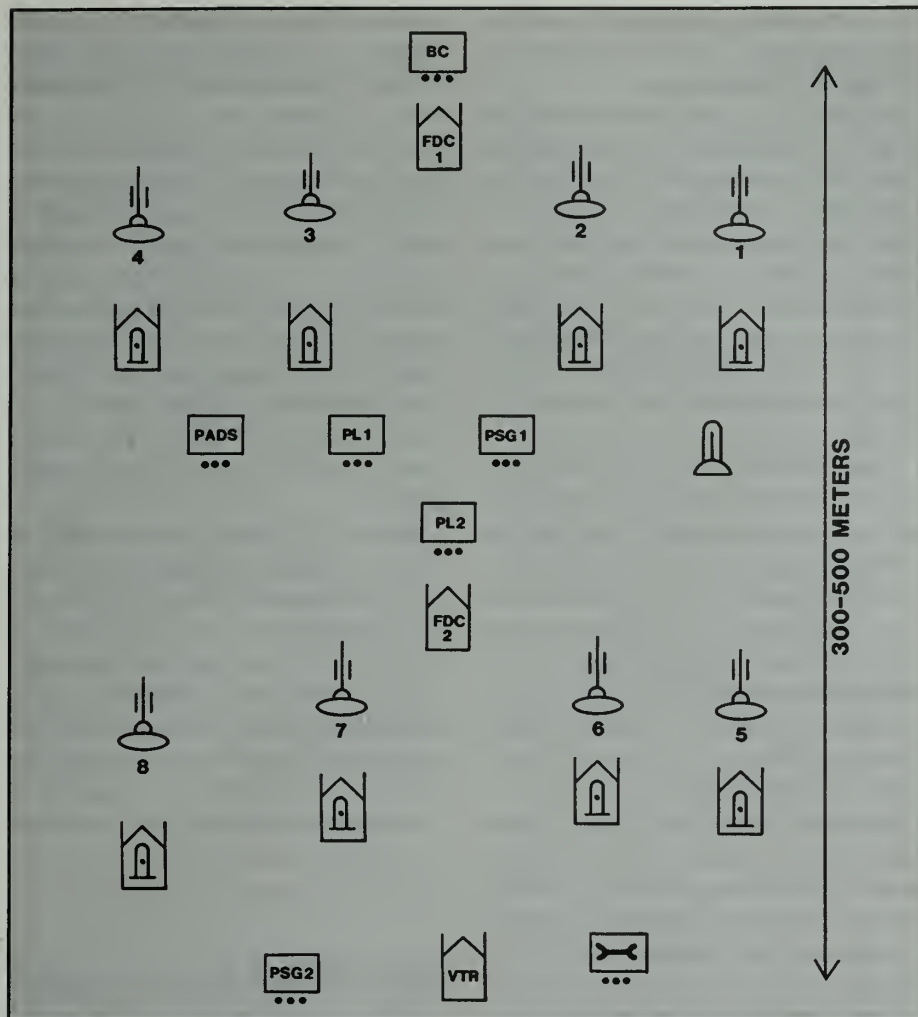 BC
FDC
1
4
3
2
1
PADS
PL1
PSG1
PL2
FDC
2
8
7
6
5
PSG2
VTR
300-500 METERS